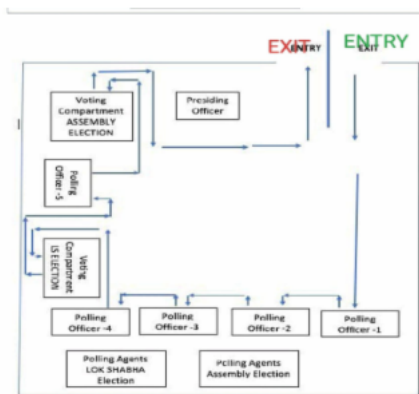 EXIT ENTRY
ENTRY EXIT
Voting
Compartment
ASSEMBLY
ELECTION
Presiding
Officer
Polling
Officer -5
Voting
Compartment
LS ELECTION
Polling
Officer -4
Polling
Officer -3
Polling
Officer -2
Polling
Officer -1
Polling Agents
LOK SHABHA
Election
Polling Agents
Assembly Election